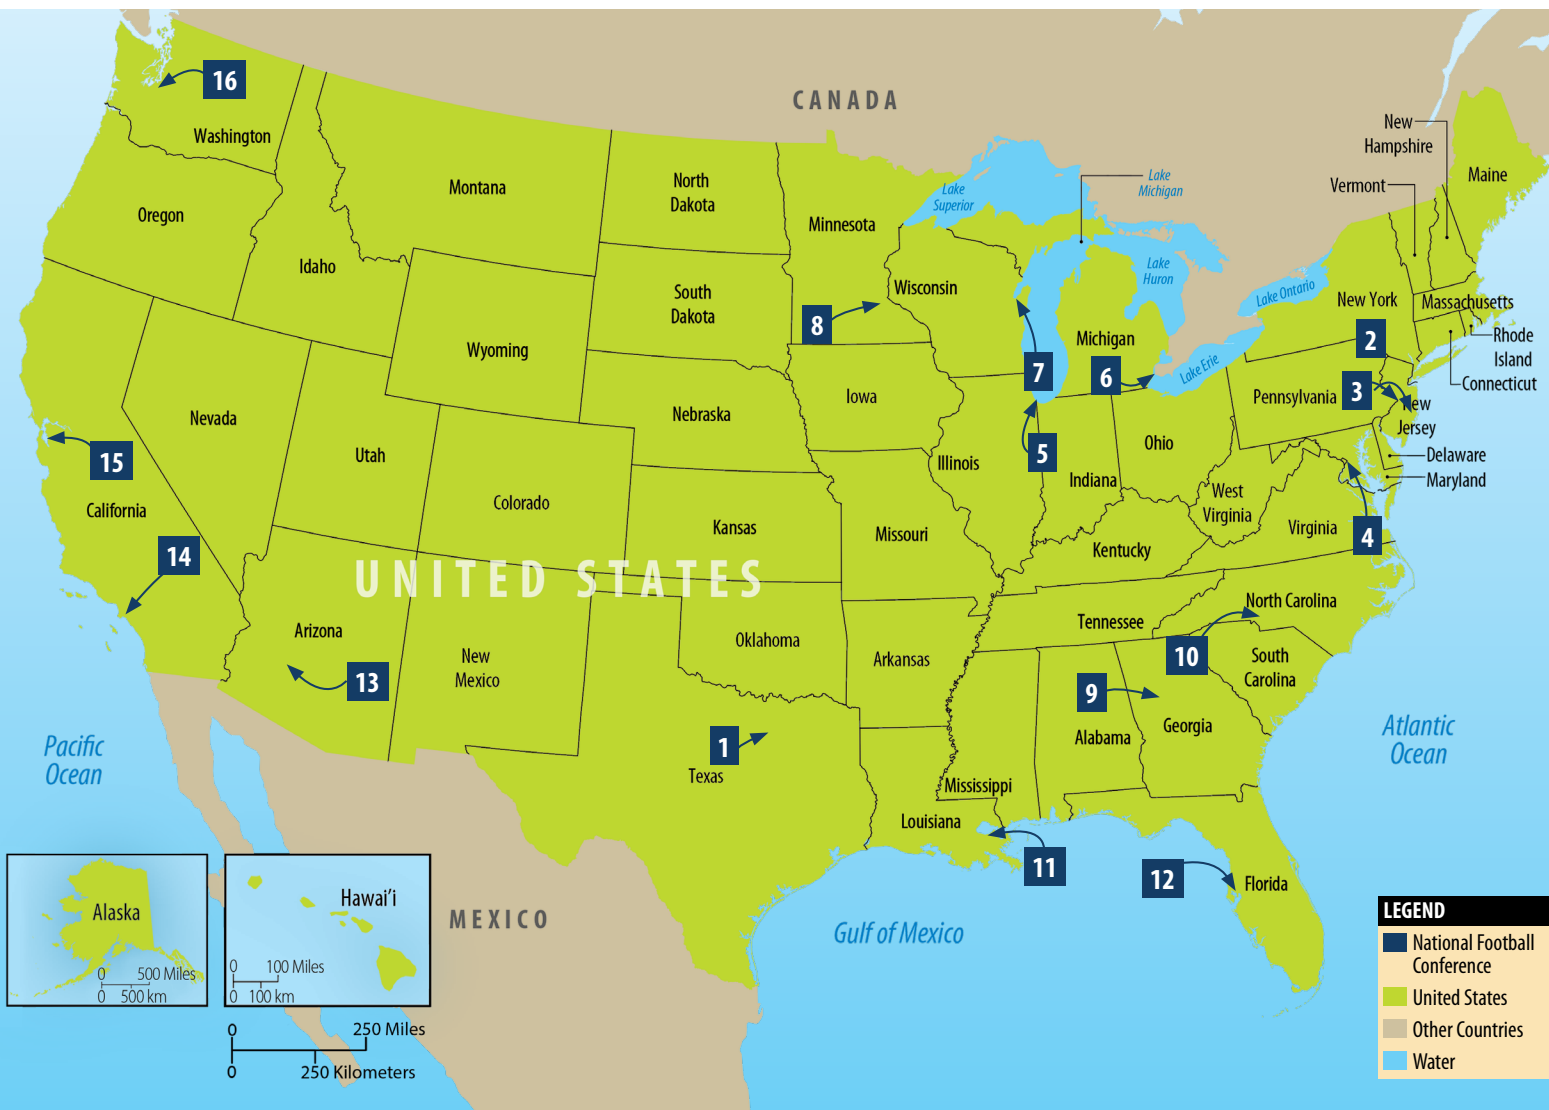 CANADA
16
Washington
Montana
North
Dakota
Minnesota
Lake
Superior
Lake
Michigan
New
Hampshire
Vermont
Maine
Oregon
Idaho
South
Dakota
Wisconsin
Lake
Huron
Lake Ontario
New York
Massachusetts
8
Michigan
2
Rhode
Island
Wyoming
7
6
Lake Erie
Connecticut
Nevada
Nebraska
Iowa
Pennsylvania
3
New
Jersey
15
Utah
Illinois
5
Ohio
Delaware
Indiana
Maryland
California
Colorado
West
Virginia
Kansas
Missouri
Virginia
4
14
Kentucky
UNITED STATES
Arizona
Oklahoma
Tennessee
North Carolina
New
Mexico
Arkansas
10
South
Carolina
13
9
Georgia
Pacific
Ocean
1
Texas
Alabama
Atlantic
Ocean
Mississippi
Louisiana
11
12
Florida
Alaska
0 500 Miles
0 500 km
Hawai'i
0 100 Miles
0 100 km
MEXICO
Gulf of Mexico
0 250 Miles
0 250 Kilometers
LEGEND
National Football
Conference
United States
Other Countries
Water